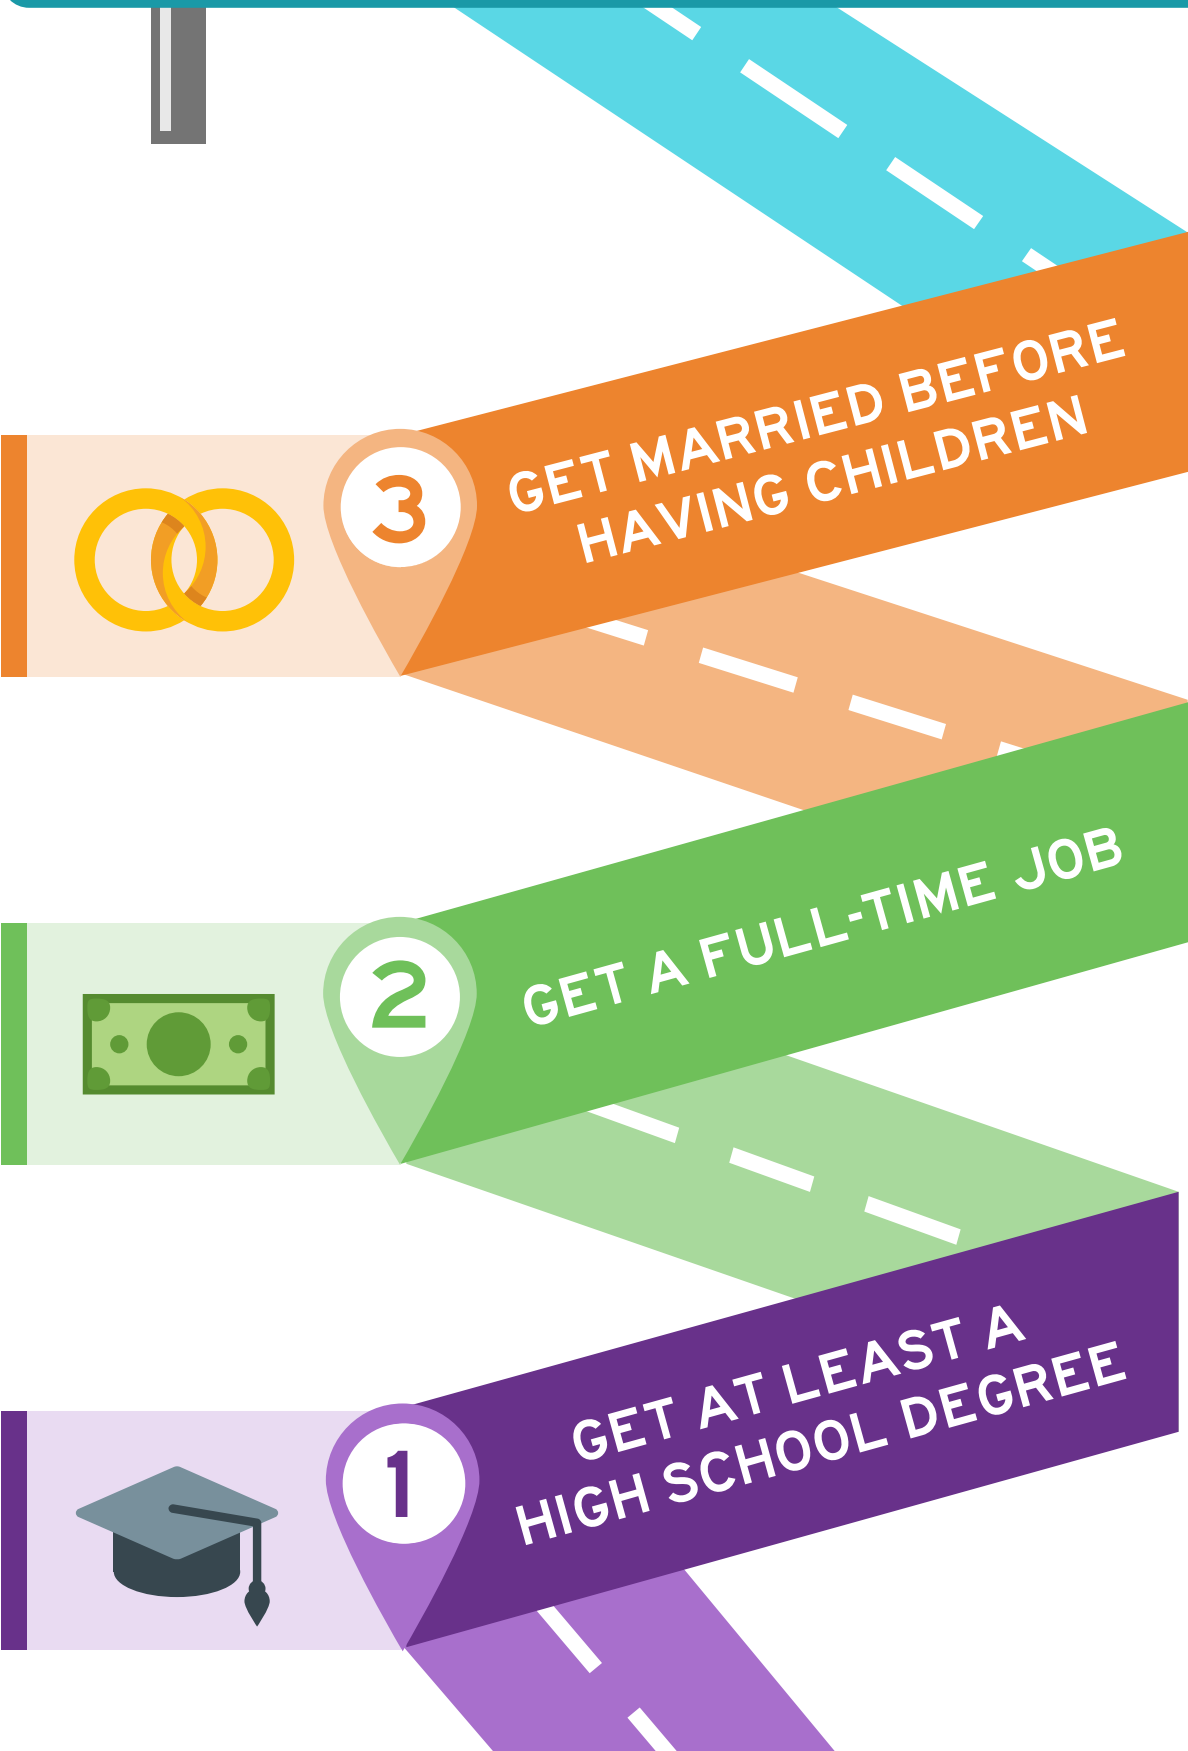 3
GET MARRIED BEFORE
HAVING CHILDREN
2
GET A FULL-TIME JOB
1
GET AT LEAST A
HIGH SCHOOL DEGREE